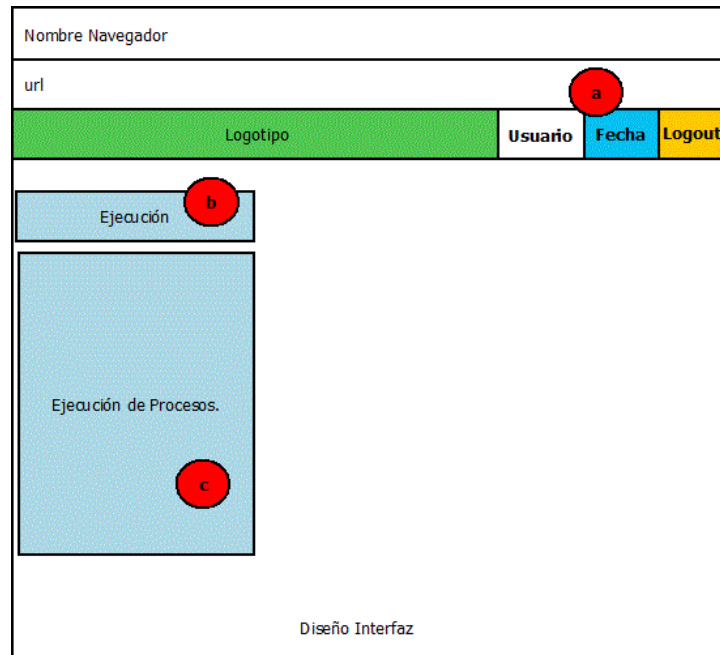 Nombre Navegador
url
a
Logotipo Usuario Fecha Logout
b
Ejecución
Ejecución de Procesos.
c
Diseño Interfaz